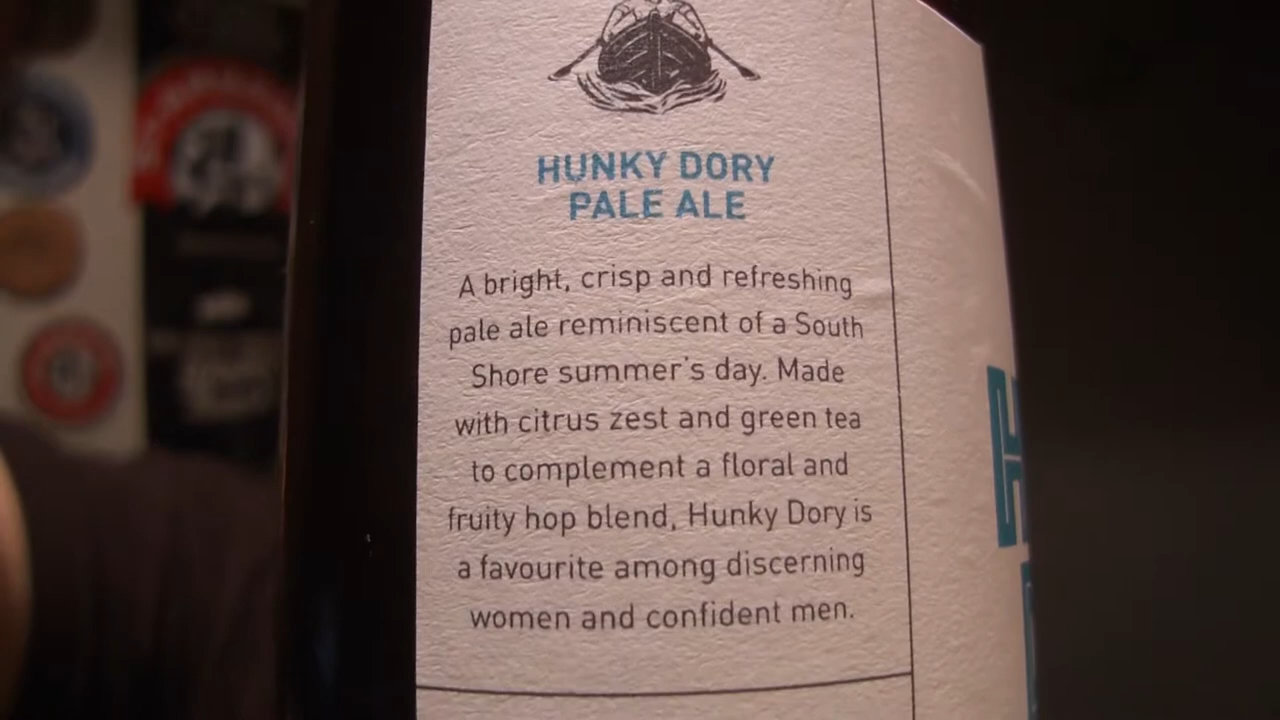 HUNKY DORY
PALE ALE
A bright, crisp and refreshing
pale ale reminiscent of a South
Shore summer's day. Made
with citrus zest and green tea
to complement a floral and
fruity hop blend, Hunky Dory is
a favourite among discerning
women and confident men.